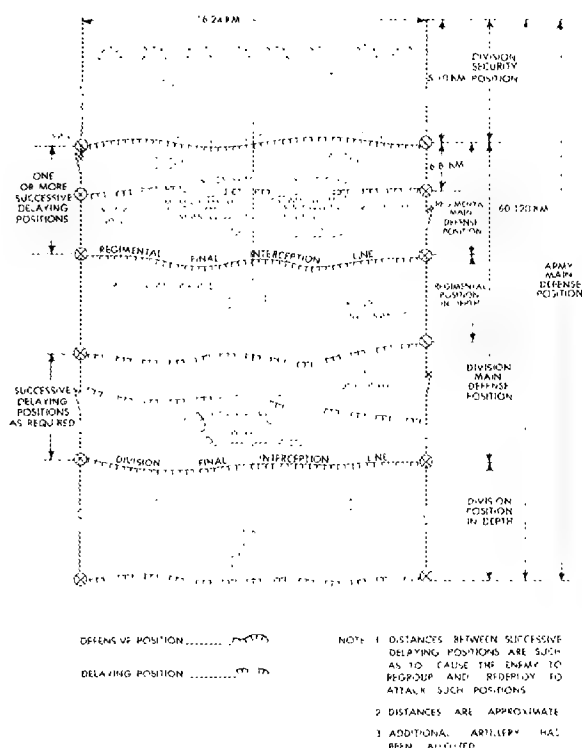 16-24 KM
DIVISION
SECURITY
POSITION
KM
ONE
OR MORE
SUCCESSIVE
DELAYING
POSITIONS
6-8 KM
REGIMENTAL
MAIN
DEFENSE
POSITION
60-120 KM
ARMY
MAIN
DEFENSE
POSITION
REGIMENTAL FINAL INTERCEPTION LINE
REGIMENTAL
POSITION
IN DEPTH
SUCCESSIVE
DELAYING
POSITIONS
AS REQUIRED
DIVISION
MAIN
DEFENSE
POSITION
DIVISION FINAL INTERCEPTION LINE
DIVISION
POSITION
IN DEPTH
DEFENSIVE POSITION
DELAYING POSITION
NOTE 1 DISTANCES BETWEEN SUCCESSIVE
DELAYING POSITIONS ARE SUCH
AS TO CAUSE THE ENEMY TO
REGROUP AND REDEPLOY TO
ATTACK SUCH POSITIONS
2 DISTANCES ARE APPROXIMATE
3 ADDITIONAL ARTILLERY HAS
BEEN ALLOTED